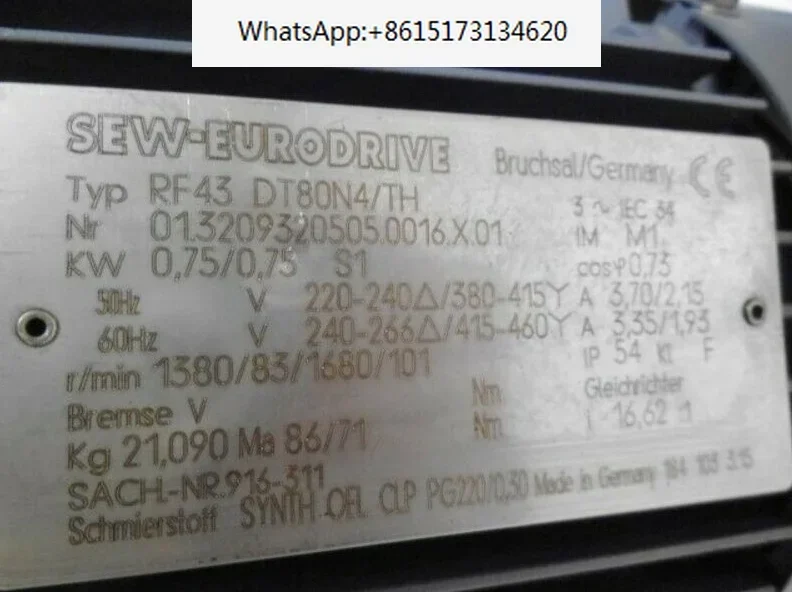 WhatsApp:+8615173134620
SEW-EURODRIVE Bruchsal/Germany CE
Typ RF43 DT80N4/TH 3 ~ IEC 34
Nr 01.3209320505.0016.X.01 IM M1
KW 0,75/0,75 S1 cosφ 0,73
50Hz V 220-240Δ/380-415Y A 3,70/2,15
60Hz V 240-266Δ/415-460Y A 3,35/1,93
r/min 1380/83/1680/101 IP 54 Kl F
Bremse V Nm Gleichrichter
Kg 21,090 Ma 86/71 Nm i 16,62 :1
SACH.-NR.916-311
Schmierstoff SYNTH.OEL CLP PG220/0,30 Made in Germany 184 103 3.15